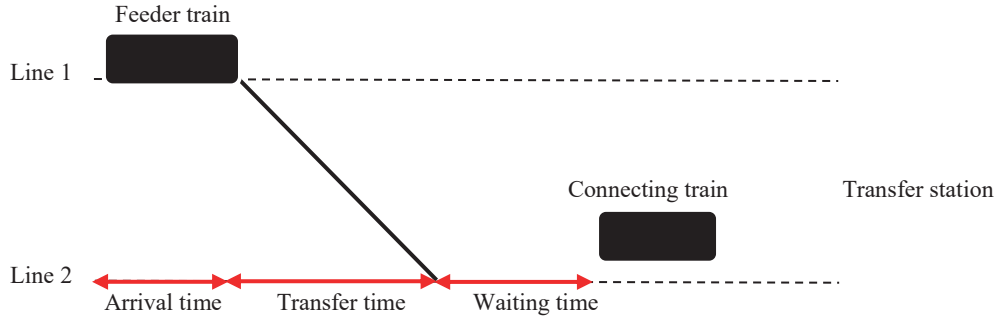 Feeder train
Line 1
Connecting train
Transfer station
Line 2
Arrival time
Transfer time
Waiting time